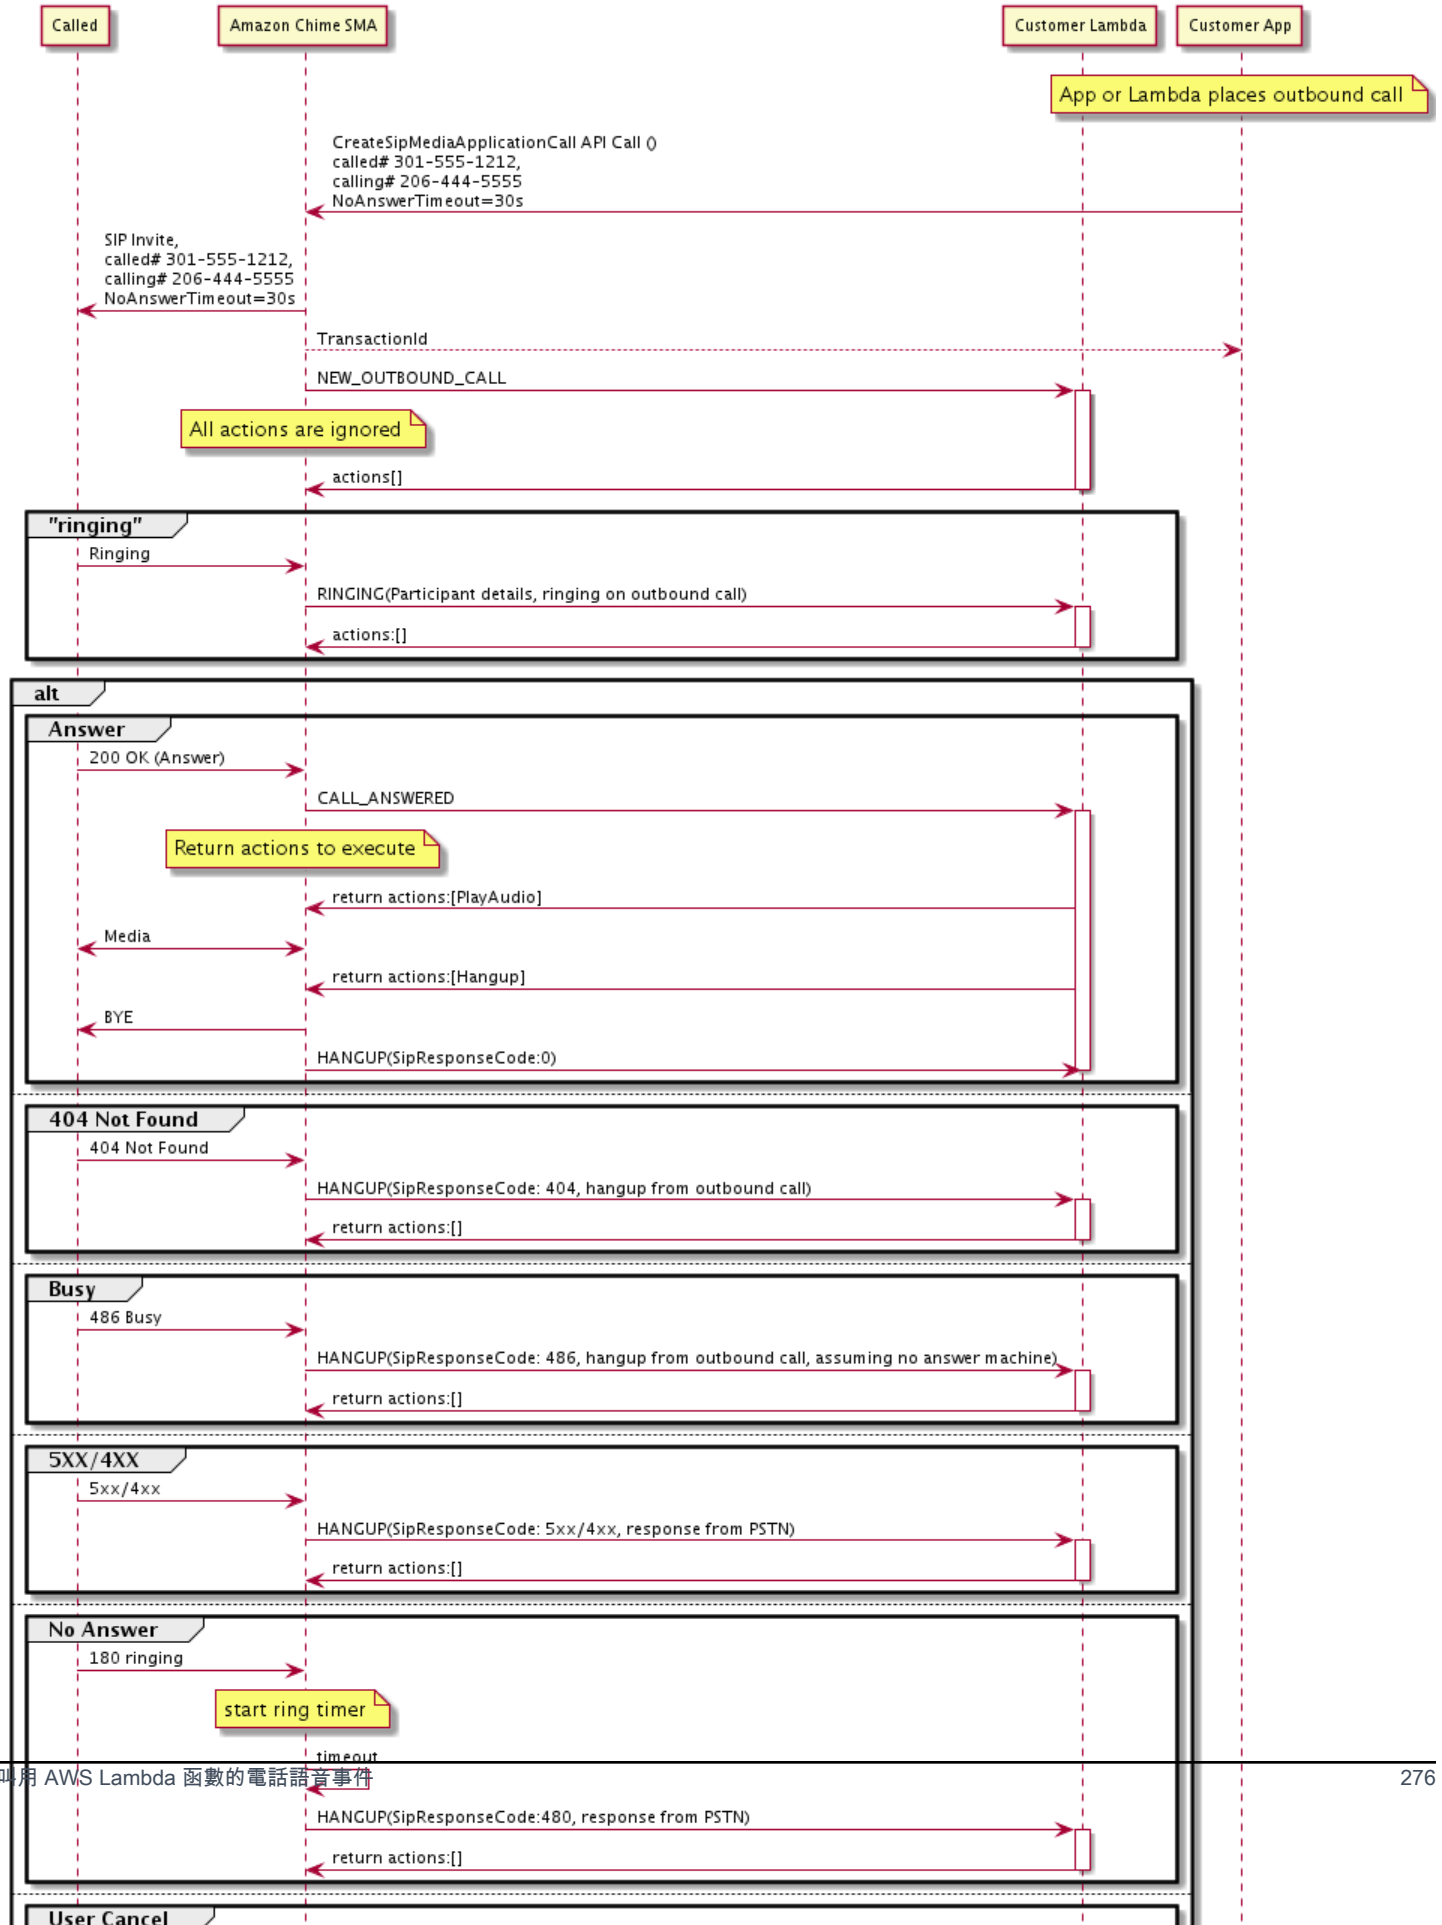 Called
Amazon Chime SMA
Customer Lambda
Customer App
App or Lambda places outbound call
CreateSipMediaApplicationCall API Call ()
called# 301-555-1212,
calling# 206-444-5555
NoAnswerTimeout=30s
SIP Invite,
called# 301-555-1212,
calling# 206-444-5555
NoAnswerTimeout=30s
TransactionId
NEW_OUTBOUND_CALL
All actions are ignored
actions[]
"ringing"
Ringing
RINGING(Participant details, ringing on outbound call)
actions:[]
alt
Answer
200 OK (Answer)
CALL_ANSWERED
Return actions to execute
return actions:[PlayAudio]
Media
return actions:[Hangup]
BYE
HANGUP(SipResponseCode:0)
404 Not Found
404 Not Found
HANGUP(SipResponseCode: 404, hangup from outbound call)
return actions:[]
Busy
486 Busy
HANGUP(SipResponseCode: 486, hangup from outbound call, assuming no answer machine)
return actions:[]
5XX/4XX
5xx/4xx
HANGUP(SipResponseCode: 5xx/4xx, response from PSTN)
return actions:[]
No Answer
180 ringing
start ring timer
timeout
叫用 AWS Lambda 函數的電話語音事件
276
HANGUP(SipResponseCode:480, response from PSTN)
return actions:[]
User Cancel